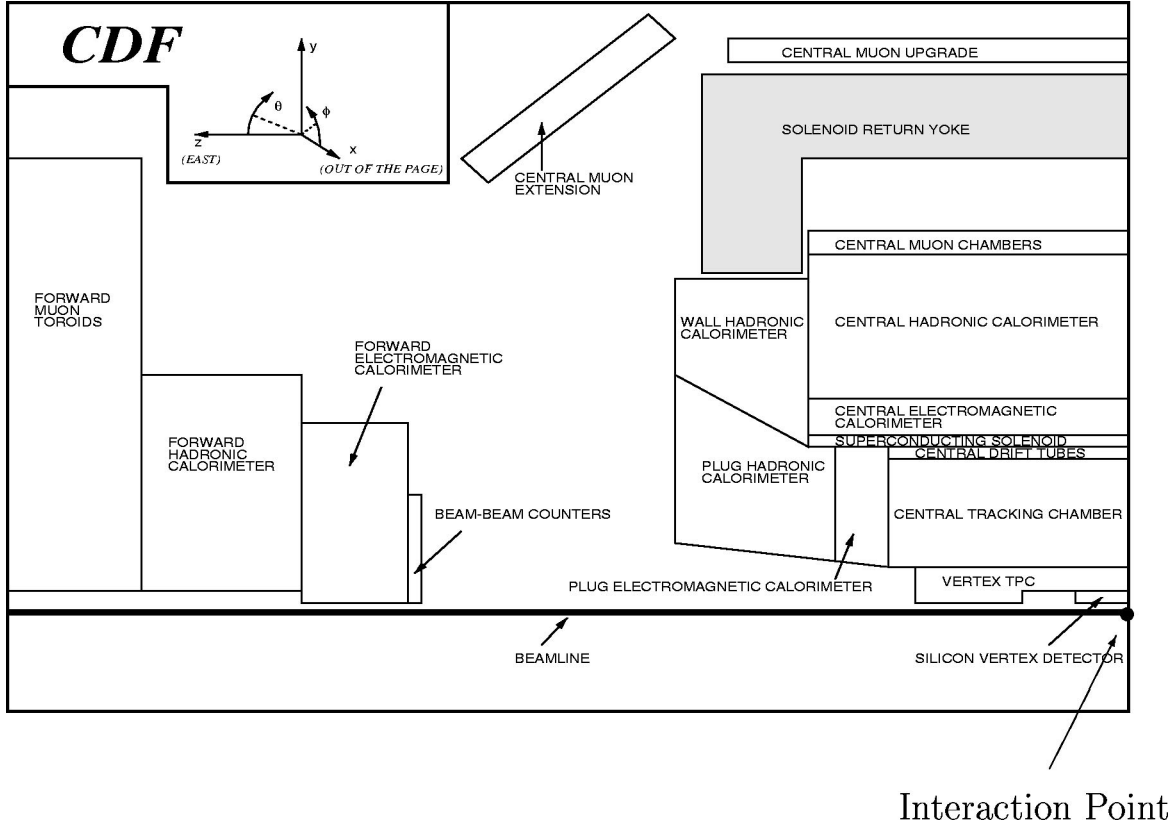 CDF
y
θ
φ
z
x
(EAST)
(OUT OF THE PAGE)
CENTRAL MUON
EXTENSION
CENTRAL MUON UPGRADE
SOLENOID RETURN YOKE
CENTRAL MUON CHAMBERS
FORWARD
MUON
TOROIDS
WALL HADRONIC
CALORIMETER
CENTRAL HADRONIC CALORIMETER
FORWARD
ELECTROMAGNETIC
CALORIMETER
CENTRAL ELECTROMAGNETIC
CALORIMETER
SUPERCONDUCTING SOLENOID
CENTRAL DRIFT TUBES
FORWARD
HADRONIC
CALORIMETER
PLUG HADRONIC
CALORIMETER
BEAM-BEAM COUNTERS
CENTRAL TRACKING CHAMBER
PLUG ELECTROMAGNETIC CALORIMETER
VERTEX TPC
BEAMLINE
SILICON VERTEX DETECTOR
Interaction Point